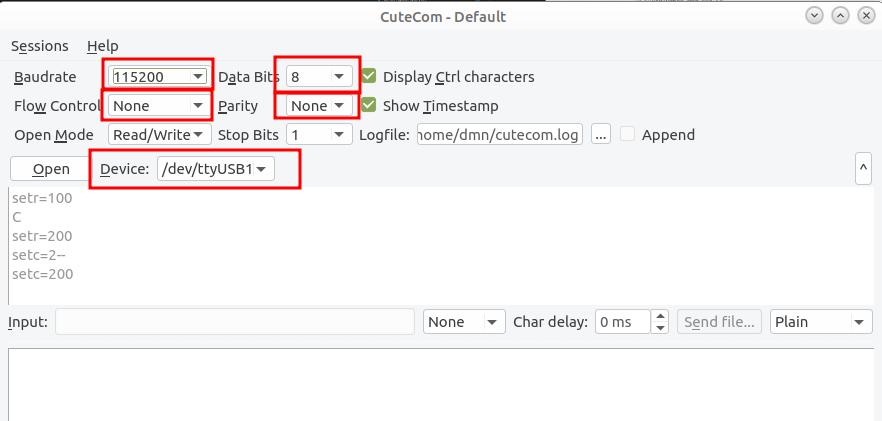 CuteCom - Default
Sessions Help
Baudrate 115200 Data Bits 8 Display Ctrl characters
Flow Control None Parity None Show Timestamp
Open Mode Read/Write Stop Bits 1 Logfile: home/dmn/cutecom.log ... Append
Open Device: /dev/ttyUSB1
setr=100
C
setr=200
setc=2--
setc=200
Input: None Char delay: 0 ms Send file... Plain